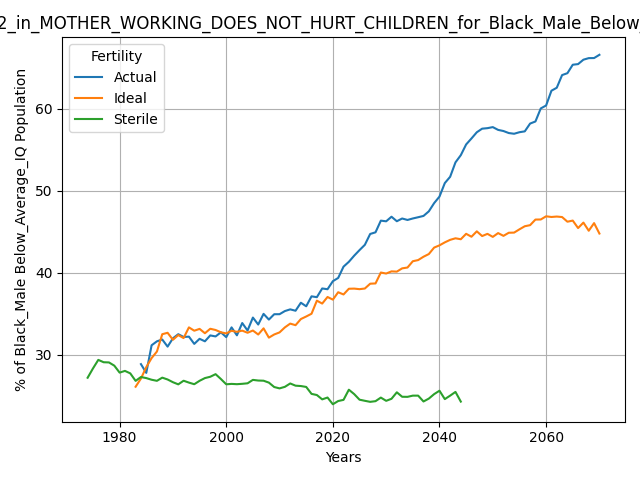 2_in_MOTHER_WORKING_DOES_NOT_HURT_CHILDREN_for_Black_Male_Below_
Fertility
Actual
Ideal
Sterile
% of Black_Male Below_Average_IQ Population
60
50
40
30
1980
2000
2020
2040
2060
Years